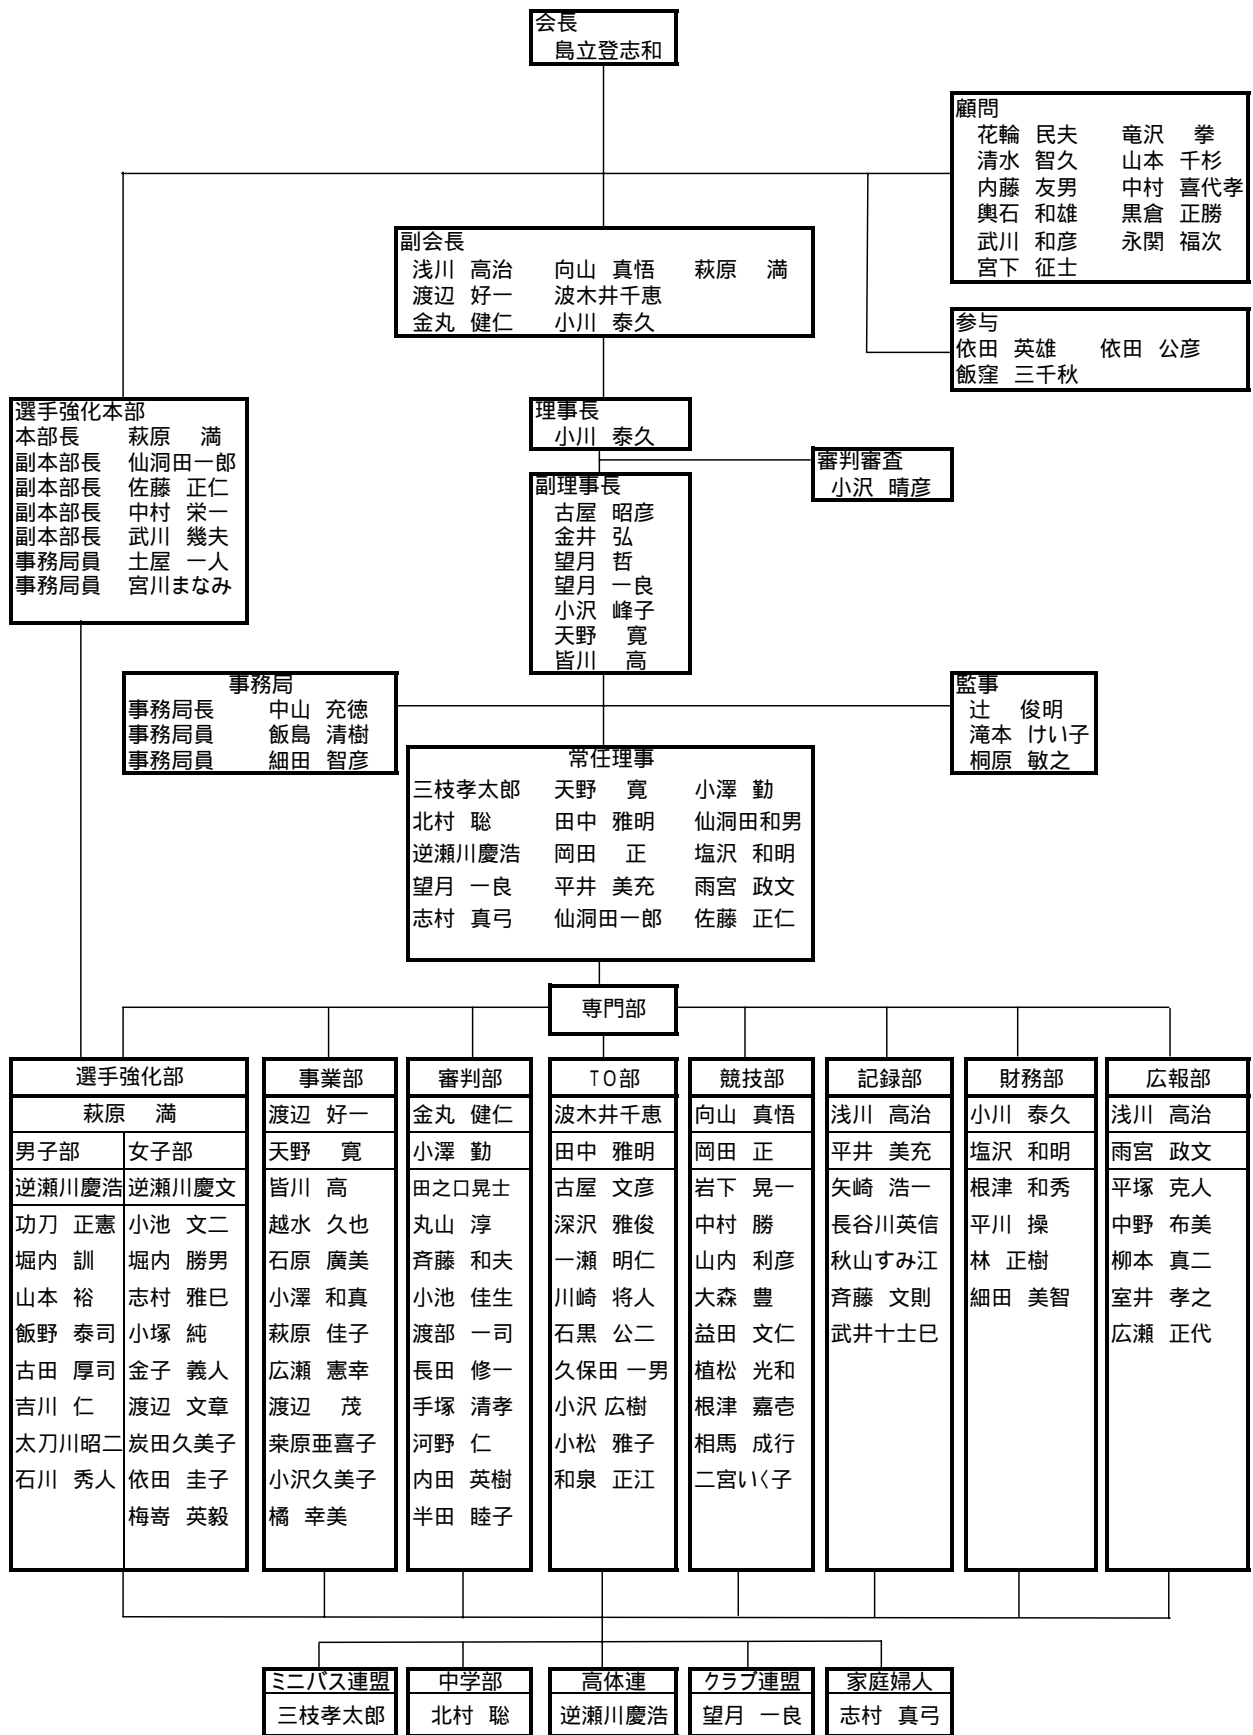 会長
島立登志和
顧問
花輪 民夫 竜沢 拳
清水 智久 山本 千杉
内藤 友男 中村 喜代孝
輿石 和雄 黒倉 正勝
武川 和彦 永関 福次
宮下 征士
副会長
浅川 高治 向山 真悟 萩原 満
渡辺 好一 波木井千恵
金丸 健仁 小川 泰久
参与
依田 英雄 依田 公彦
飯窪 三千秋
選手強化本部
本部長 萩原 満
副本部長 仙洞田一郎
副本部長 佐藤 正仁
副本部長 中村 栄一
副本部長 武川 幾夫
事務局員 土屋 一人
事務局員 宮川まなみ
理事長
小川 泰久
審判審査
小沢 晴彦
副理事長
古屋 昭彦
金井 弘
望月 哲
望月 一良
小沢 峰子
天野 寛
皆川 高
事務局
事務局長 中山 充徳
事務局員 飯島 清樹
事務局員 細田 智彦
監事
辻 俊明
滝本 けい子
桐原 敏之
常任理事
三枝孝太郎 天野 寛 小澤 勤
北村 聡 田中 雅明 仙洞田和男
逆瀬川慶浩 岡田 正 塩沢 和明
望月 一良 平井 美充 雨宮 政文
志村 真弓 仙洞田一郎 佐藤 正仁
専門部
選手強化部 事業部 審判部 TO部 競技部 記録部 財務部 広報部
萩原 満 渡辺 好一 金丸 健仁 波木井千恵 向山 真悟 浅川 高治 小川 泰久 浅川 高治
男子部 女子部 天野 寛 小澤 勤 田中 雅明 岡田 正 平井 美充 塩沢 和明 雨宮 政文
逆瀬川慶浩 逆瀬川慶文 皆川 高 田之口晃士 古屋 文彦 岩下 晃一 矢崎 浩一 根津 和秀 平塚 克人
功刀 正憲 小池 文二 越水 久也 丸山 淳 深沢 雅俊 中村 勝 長谷川英信 平川 操 中野 布美
堀内 訓 堀内 勝男 石原 廣美 斉藤 和夫 一瀬 明仁 山内 利彦 秋山すみ江 林 正樹 柳本 真二
山本 裕 志村 雅巳 小澤 和真 小池 佳生 川崎 将人 大森 豊 斉藤 文則 細田 美智 室井 孝之
飯野 泰司 小塚 純 萩原 佳子 渡部 一司 石黒 公二 益田 文仁 武井十士巳 広瀬 正代
古田 厚司 金子 義人 広瀬 憲幸 長田 修一 久保田 一男 植松 光和
吉川 仁 渡辺 文章 渡辺 茂 手塚 清孝 小沢 広樹 根津 嘉壱
太刀川昭二 炭田久美子 桒原亜喜子 河野 仁 小松 雅子 相馬 成行
石川 秀人 依田 圭子 小沢久美子 内田 英樹 和泉 正江 二宮いく子
梅嵜 英毅 橘 幸美 半田 睦子
ミニバス連盟 中学部 高体連 クラブ連盟 家庭婦人
三枝孝太郎 北村 聡 逆瀬川慶浩 望月 一良 志村 真弓